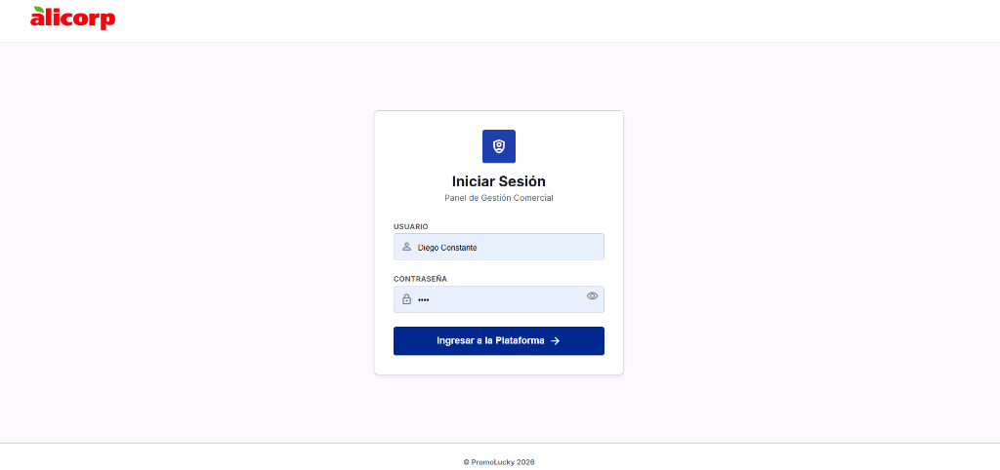 alicorp
Iniciar Sesión
Panel de Gestión Comercial
USUARIO
Diego Constante
CONTRASEÑA
••••
Ingresar a la Plataforma →
© PromoLucky 2026